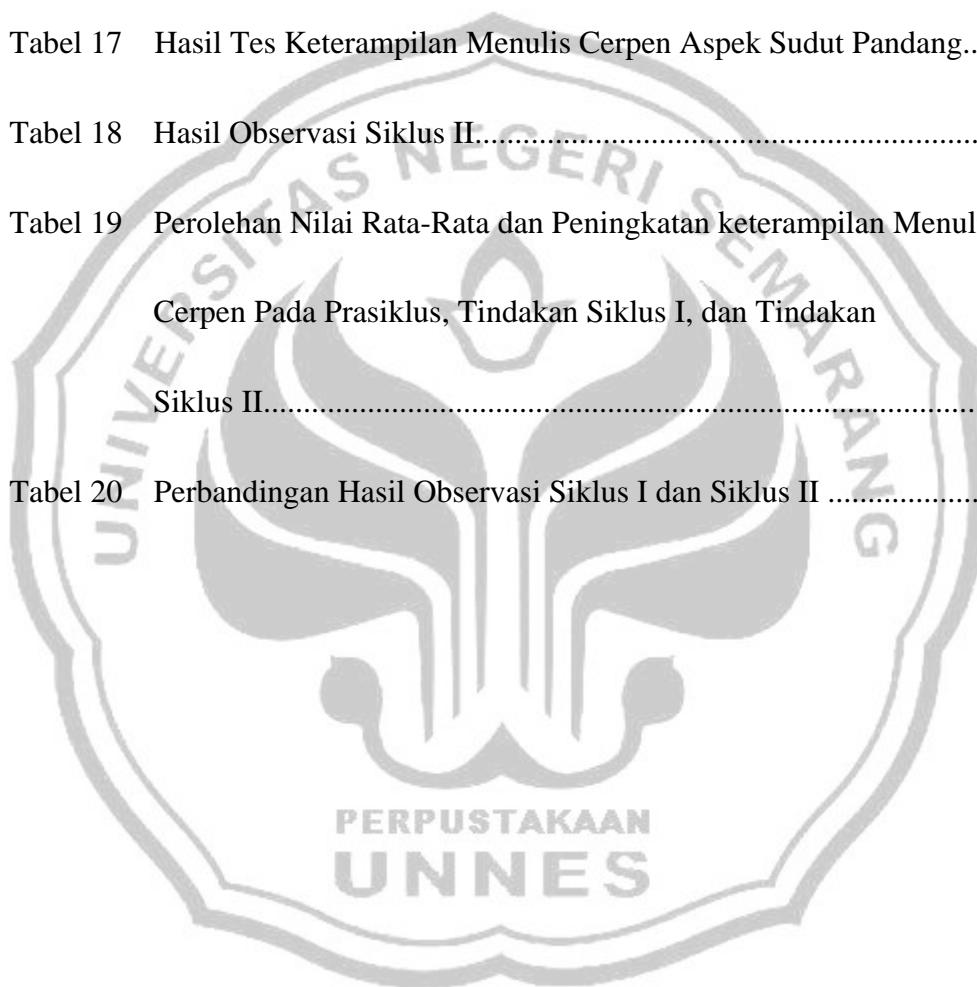 Tabel 17 Hasil Tes Keterampilan Menulis Cerpen Aspek Sudut Pandang..
Tabel 18 Hasil Observasi Siklus II................................................................
Tabel 19 Perolehan Nilai Rata-Rata dan Peningkatan keterampilan Menul
Cerpen Pada Prasiklus, Tindakan Siklus I, dan Tindakan
Siklus II..........................................................................................
Tabel 20 Perbandingan Hasil Observasi Siklus I dan Siklus II ...................
UNIVERSITAS NEGERI SEMARANG
PERPUSTAKAAN
UNNES